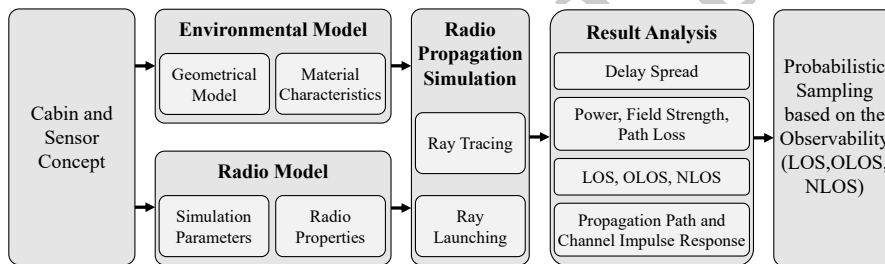 Cabin and
Sensor
Concept
Environmental Model
Geometrical
Model
Material
Characteristics
Radio Model
Simulation
Parameters
Radio
Properties
Radio
Propagation
Simulation
Ray Tracing
Ray
Launching
Result Analysis
Delay Spread
Power, Field Strength,
Path Loss
LOS, OLOS, NLOS
Propagation Path and
Channel Impulse Response
Probabilistic
Sampling
based on the
Observability
(LOS,OLOS,
NLOS)